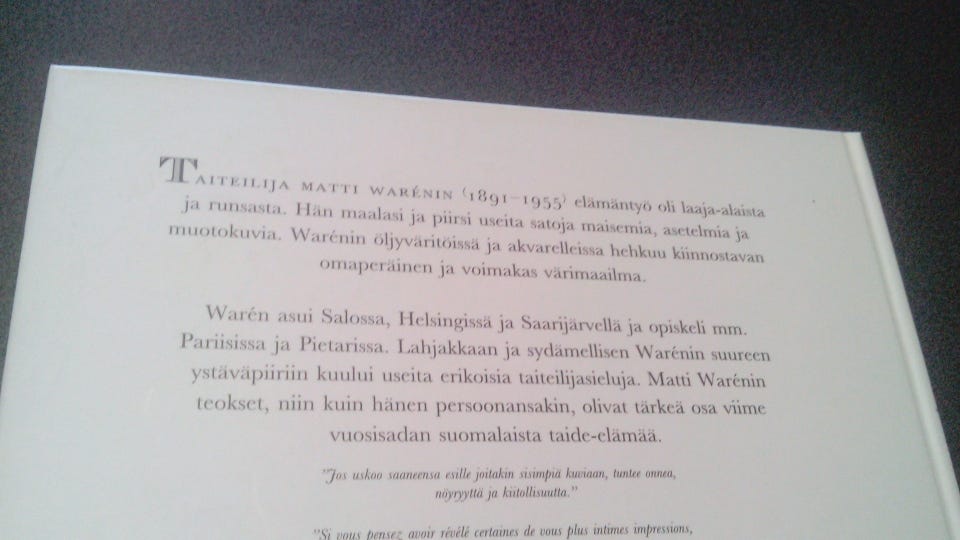 TAITEILIJA MATTI WARÉNIN (1891–1955) elämäntyö oli laaja-alaista
ja runsasta. Hän maalasi ja piirsi useita satoja maisemia, asetelmia ja
muotokuvia. Warénin öljyväritöissä ja akvarelleissa hehkuu kiinnostavan
omaperäinen ja voimakas värimaailma.
Warén asui Salossa, Helsingissä ja Saarijärvellä ja opiskeli mm.
Pariisissa ja Pietarissa. Lahjakkaan ja sydämellisen Warénin suureen
ystäväpiiriin kuului useita erikoisia taiteilijasieluja. Matti Warénin
teokset, niin kuin hänen persoonansakin, olivat tärkeä osa viime
vuosisadan suomalaista taide-elämää.
"Jos uskoo saaneensa esille joitakin sisimpiä kuviaan, tuntee onnea,
nöyryyttä ja kiitollisuutta."
"Si vous pensez avoir révélé certaines de vous plus intimes impressions,